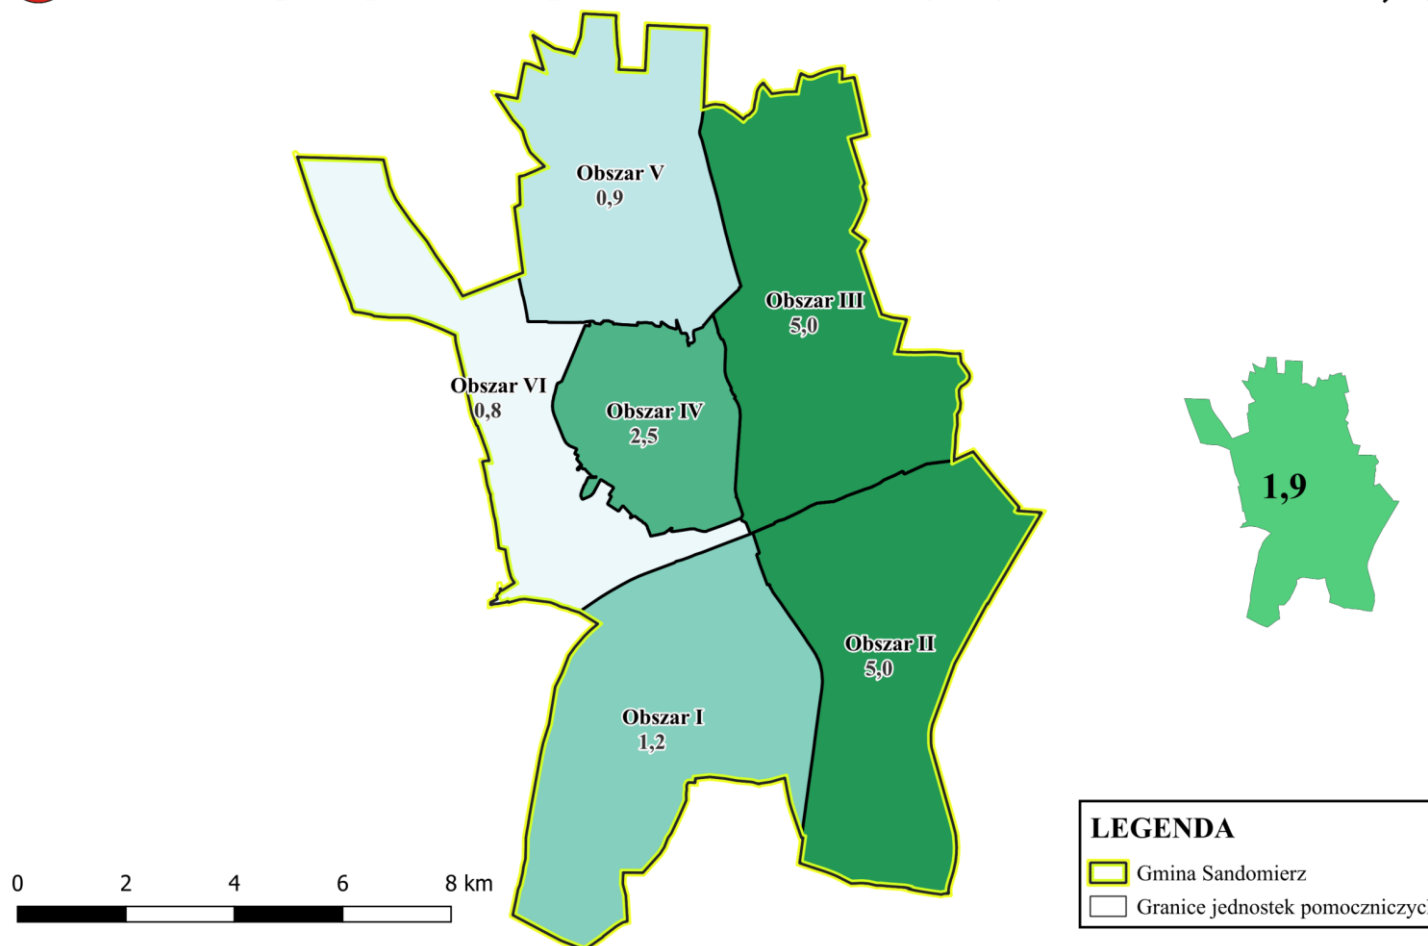 Obszar V
0,9
Obszar III
5,0
Obszar VI
0,8
Obszar IV
2,5
1,9
Obszar II
5,0
Obszar I
1,2
0 2 4 6 8 km
LEGENDA
Gmina Sandomierz
Granice jednostek pomoczniczych